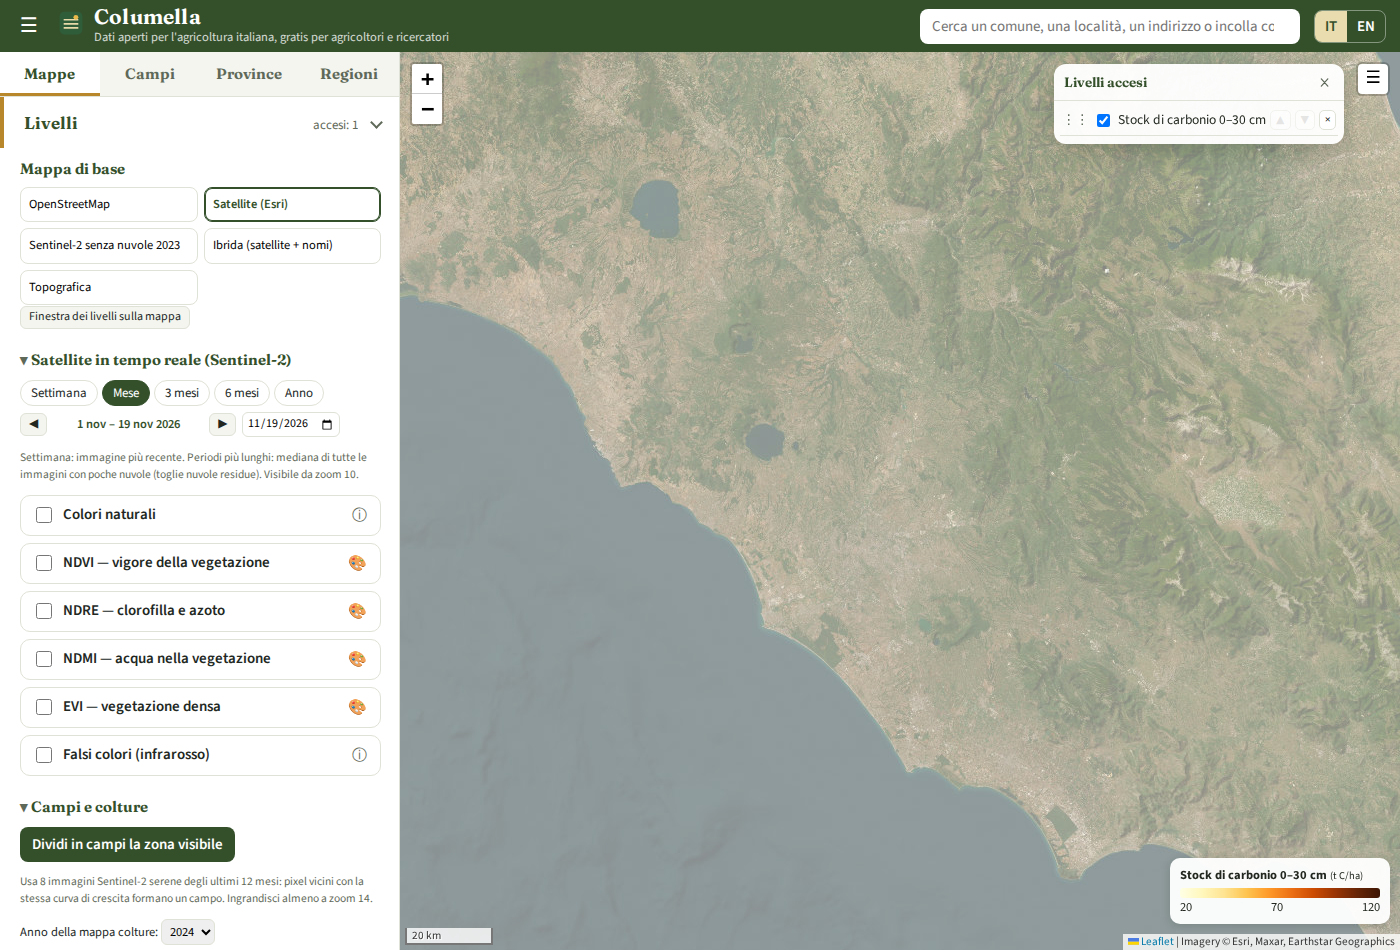 ☰
Columella
Dati aperti per l'agricoltura italiana, gratis per agricoltori e ricercatori
Cerca un comune, una località, un indirizzo o incolla co
IT EN
Mappe Campi Province Regioni
Livelli accesi: 1
Mappa di base
OpenStreetMap Satellite (Esri)
Sentinel-2 senza nuvole 2023 Ibrida (satellite + nomi)
Topografica
Finestra dei livelli sulla mappa
▾ Satellite in tempo reale (Sentinel-2)
Settimana Mese 3 mesi 6 mesi Anno
◀ 1 nov – 19 nov 2026 ▶ 11/19/2026
Settimana: immagine più recente. Periodi più lunghi: mediana di tutte le
immagini con poche nuvole (toglie nuvole residue). Visibile da zoom 10.
Colori naturali ⓘ
NDVI — vigore della vegetazione
NDRE — clorofilla e azoto
NDMI — acqua nella vegetazione
EVI — vegetazione densa
Falsi colori (infrarosso) ⓘ
▾ Campi e colture
Dividi in campi la zona visibile
Usa 8 immagini Sentinel-2 serene degli ultimi 12 mesi: pixel vicini con la
stessa curva di crescita formano un campo. Ingrandisci almeno a zoom 14.
Anno della mappa colture: 2024
+
−
Livelli accesi ×
Stock di carbonio 0–30 cm ▲ ▼ ×
☰
Stock di carbonio 0–30 cm (t C/ha)
20 70 120
20 km
Leaflet | Imagery © Esri, Maxar, Earthstar Geographics